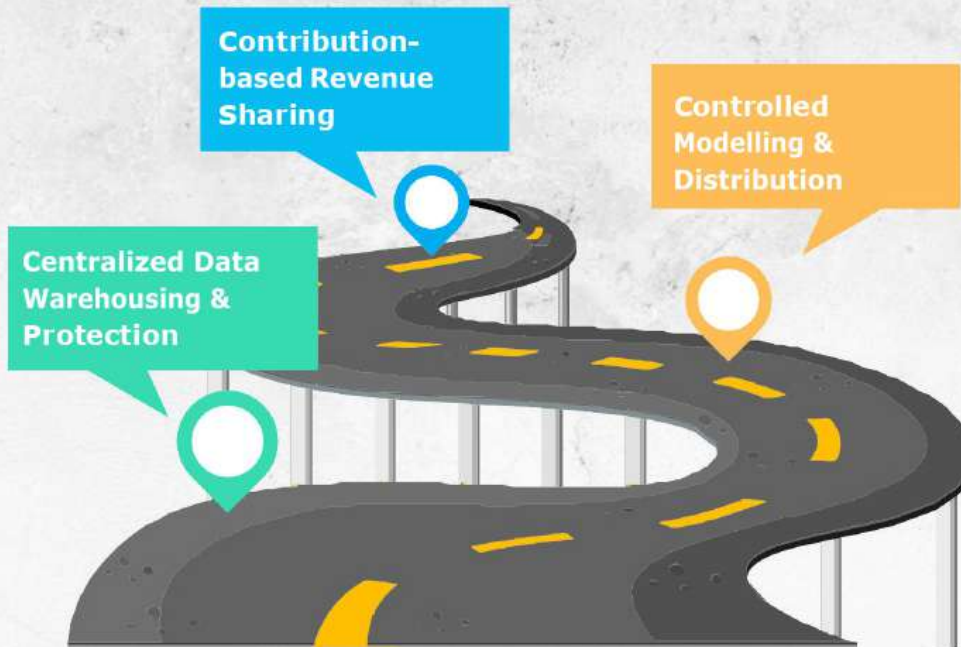 Contribution-
based Revenue
Sharing
Controlled
Modelling &
Distribution
Centralized Data
Warehousing &
Protection